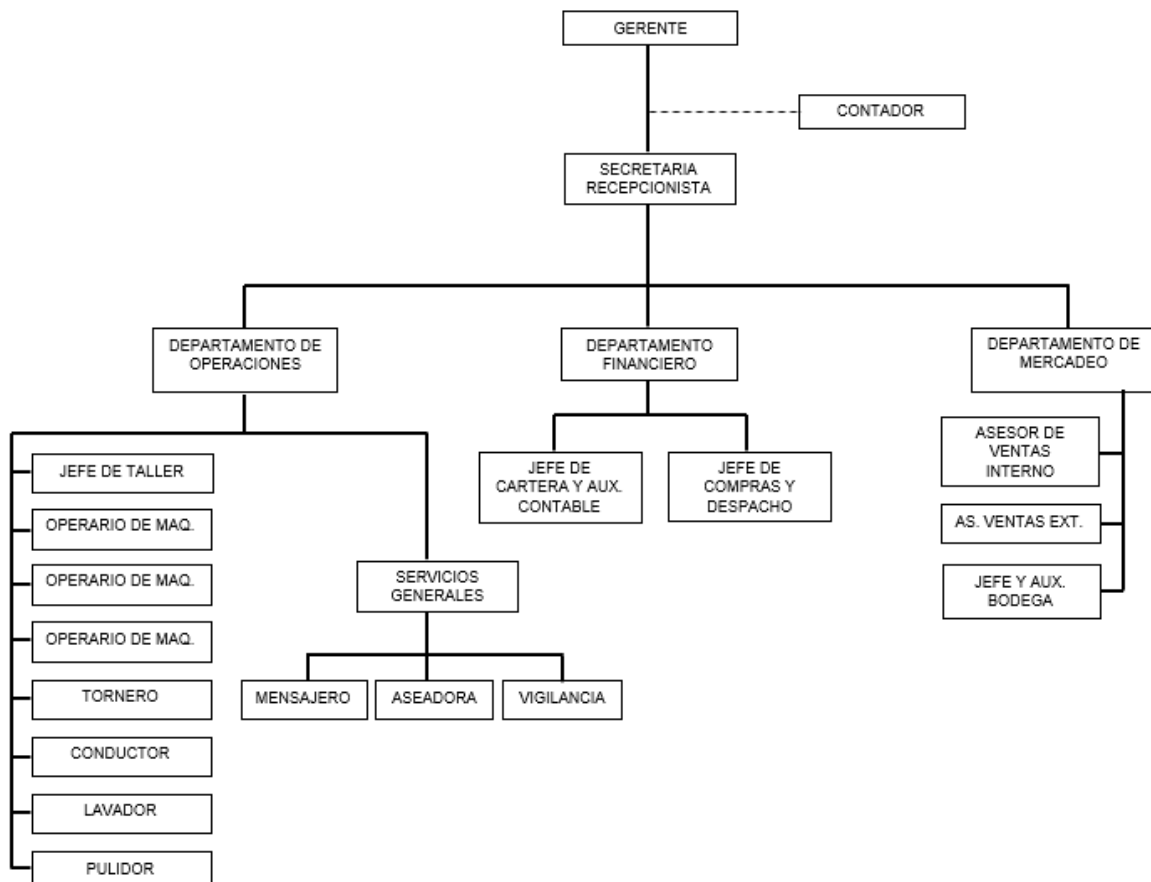 GERENTE
CONTADOR
SECRETARIA
RECEPCIONISTA
DEPARTAMENTO DE
OPERACIONES
DEPARTAMENTO
FINANCIERO
DEPARTAMENTO DE
MERCADEO
JEFE DE TALLER
OPERARIO DE MAQ.
OPERARIO DE MAQ.
OPERARIO DE MAQ.
TORNERO
CONDUCTOR
LAVADOR
PULIDOR
SERVICIOS
GENERALES
MENSAJERO
ASEADORA
VIGILANCIA
JEFE DE
CARTERA Y AUX.
CONTABLE
JEFE DE
COMPRAS Y
DESPACHO
ASESOR DE
VENTAS
INTERNO
AS. VENTAS EXT.
JEFE Y AUX.
BODEGA